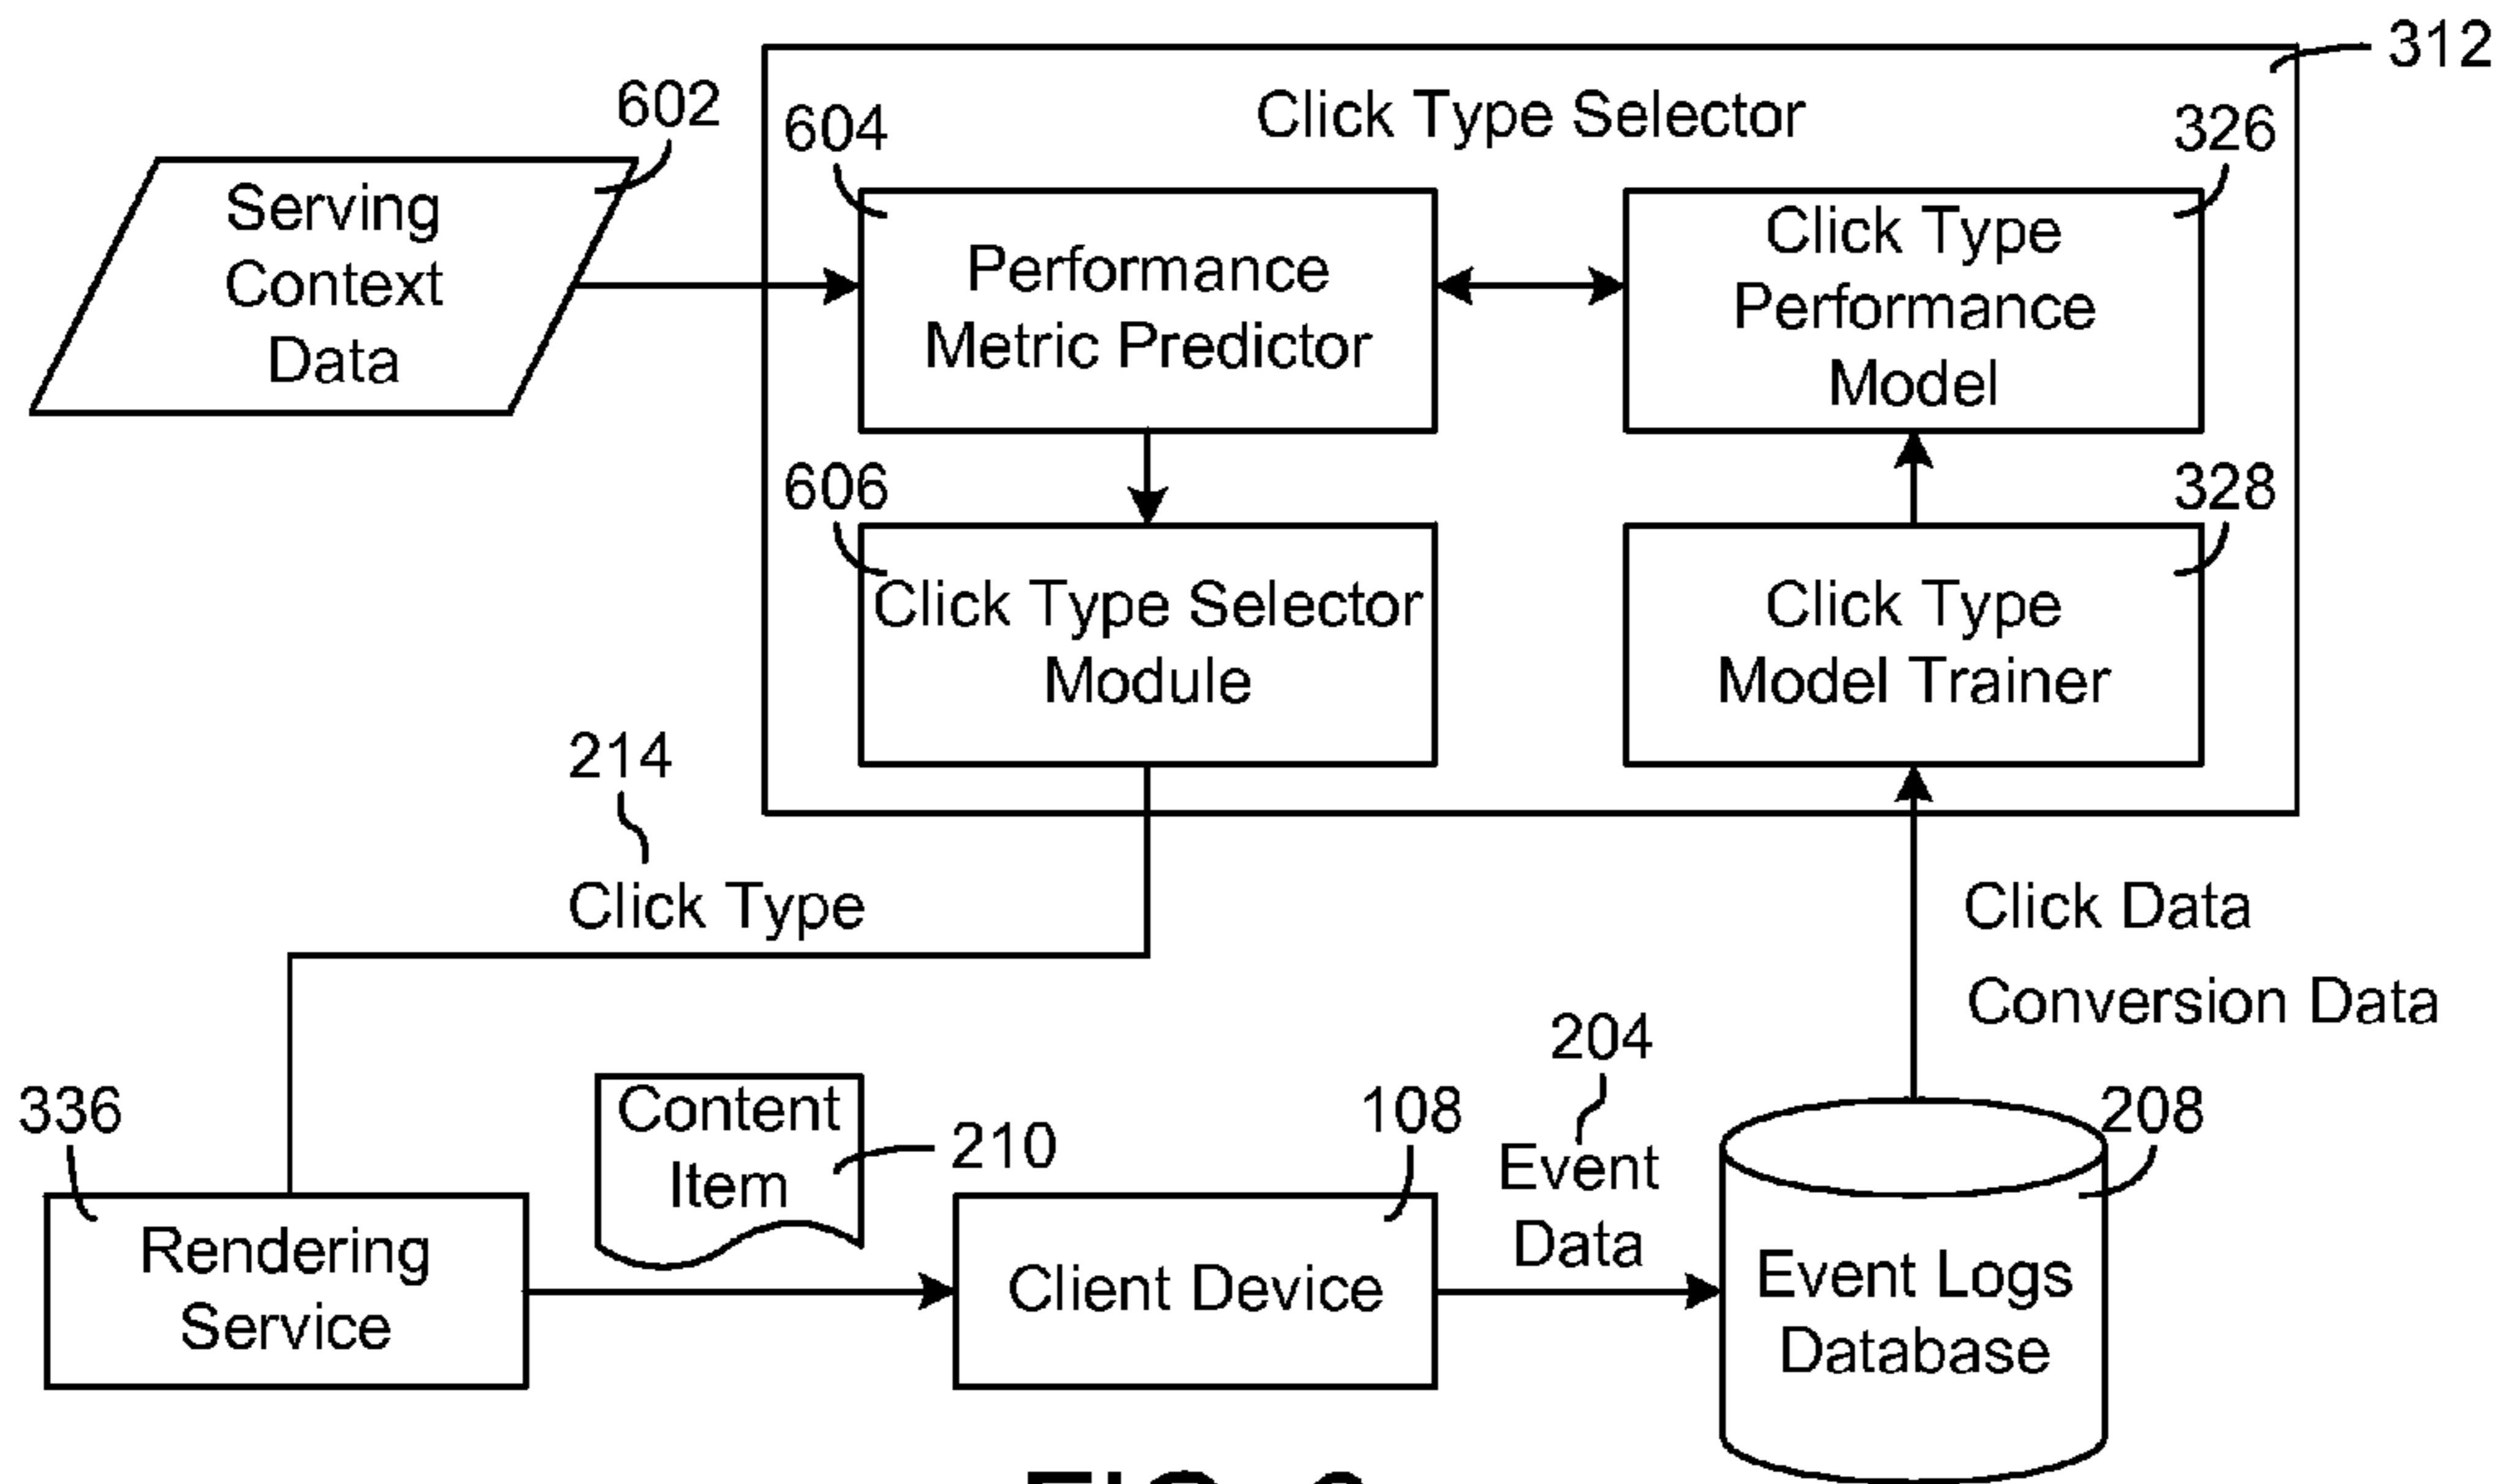 312
Click Type Selector
602
604
326
Serving
Context
Data
Performance
Metric Predictor
Click Type
Performance
Model
606
328
Click Type Selector
Module
Click Type
Model Trainer
214
Click Type
Click Data
Conversion Data
336
Content
Item
210
108
204
Event
Data
208
Rendering
Service
Client Device
Event Logs
Database